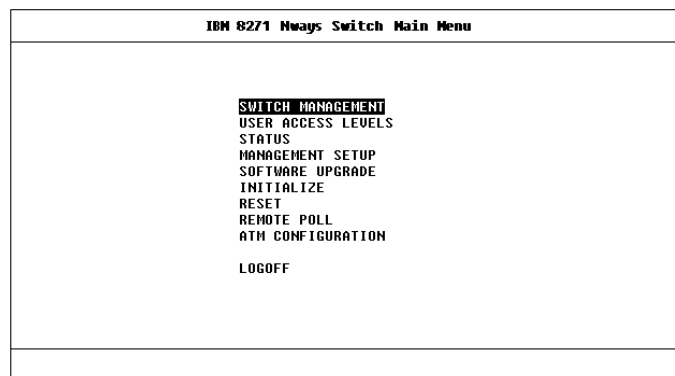 IBM 8271 Nways Switch Main Menu
SWITCH MANAGEMENT
USER ACCESS LEVELS
STATUS
MANAGEMENT SETUP
SOFTWARE UPGRADE
INITIALIZE
RESET
REMOTE POLL
ATM CONFIGURATION
LOGOFF